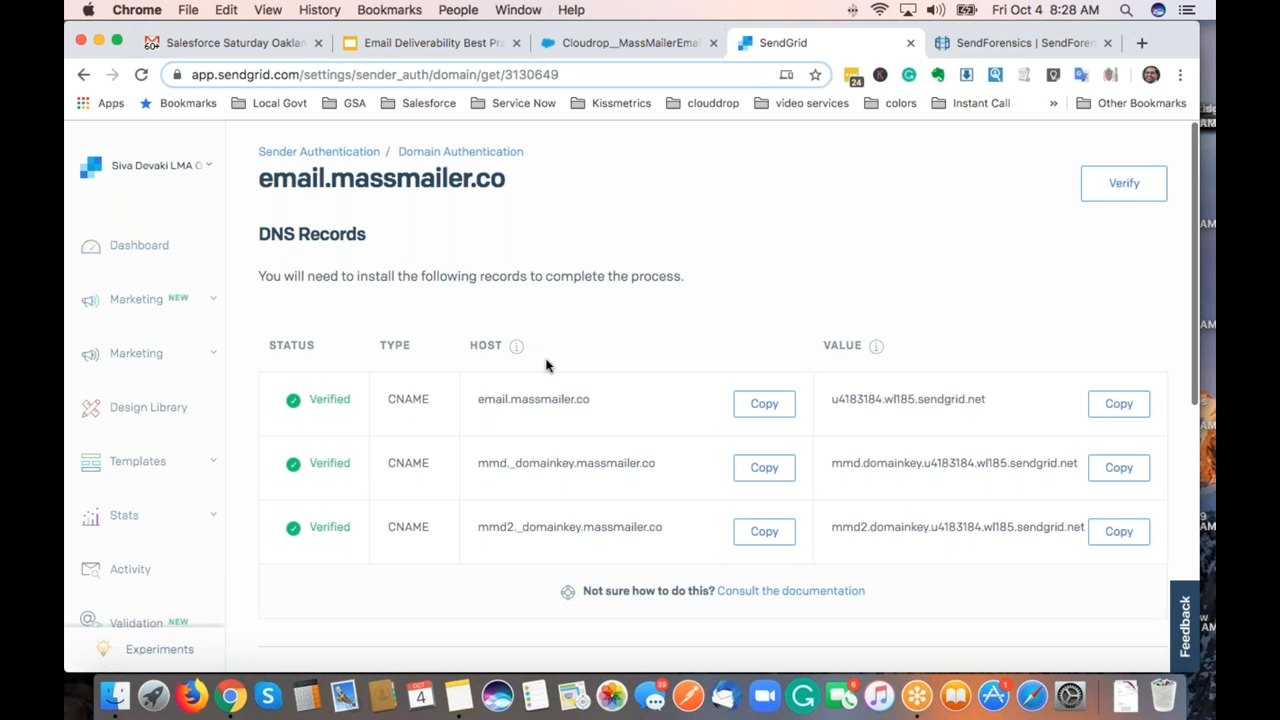 Chrome File Edit View History Bookmarks People Window Help Fri Oct 4 8:28 AM
60+ Salesforce Saturday Oaklan Email Deliverability Best Pra Cloudrop__MassMailerEmai SendGrid SendForensics | SendForen
app.sendgrid.com/settings/sender_auth/domain/get/3130649 24
Apps Bookmarks Local Govt GSA Salesforce Service Now Kissmetrics clouddrop video services colors Instant Call » Other Bookmarks
Siva Devaki LMA
Dashboard
Marketing NEW
Marketing
Design Library
Templates
Stats
Activity
Validation NEW
Experiments
Sender Authentication / Domain Authentication
email.massmailer.co
Verify
DNS Records
You will need to install the following records to complete the process.
STATUS TYPE HOST VALUE
Verified CNAME email.massmailer.co Copy u4183184.wl185.sendgrid.net Copy
Verified CNAME mmd._domainkey.massmailer.co Copy mmd.domainkey.u4183184.wl185.sendgrid.net Copy
Verified CNAME mmd2._domainkey.massmailer.co Copy mmd2.domainkey.u4183184.wl185.sendgrid.net Copy
Not sure how to do this? Consult the documentation
Feedback
OCT
4